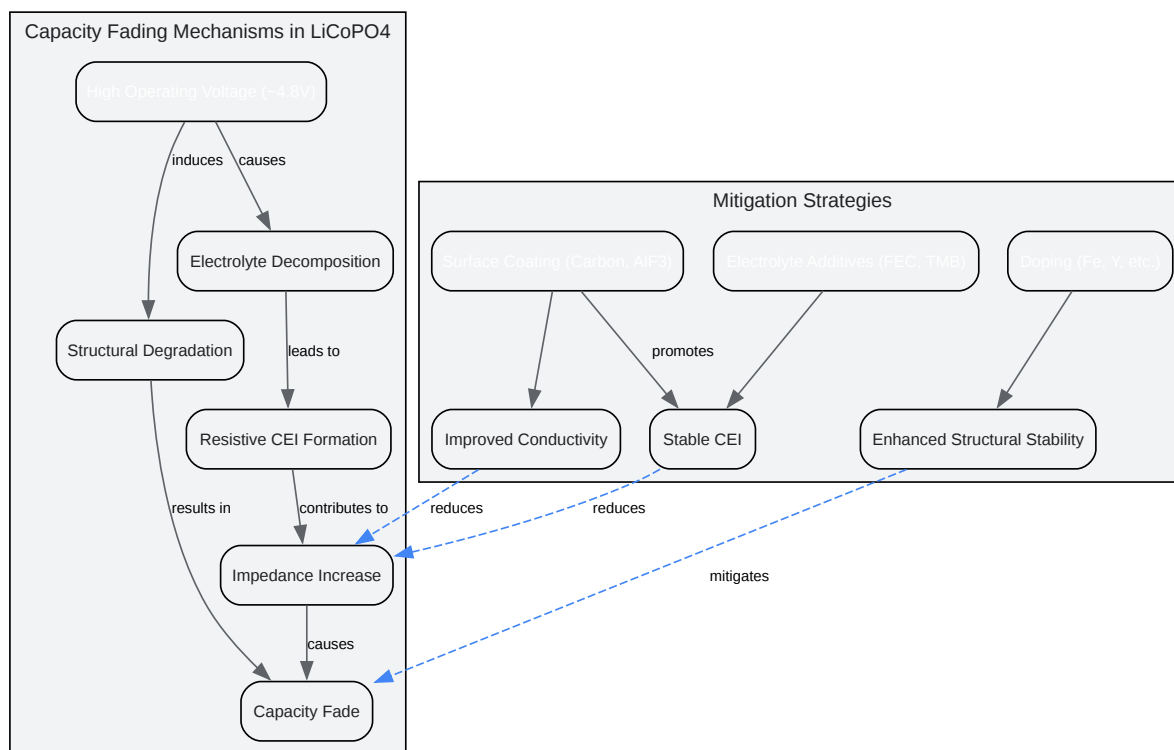 Capacity Fading Mechanisms in LiCoPO4
High Operating Voltage (~4.8V)
induces
causes
Electrolyte Decomposition
Structural Degradation
leads to
Resistive CEI Formation
results in
contributes to
Impedance Increase
causes
Capacity Fade
Mitigation Strategies
Surface Coating (Carbon, AlF3)
Electrolyte Additives (FEC, TMB)
Doping (Fe, Y, etc.)
promotes
Improved Conductivity
Stable CEI
Enhanced Structural Stability
reduces
reduces
mitigates